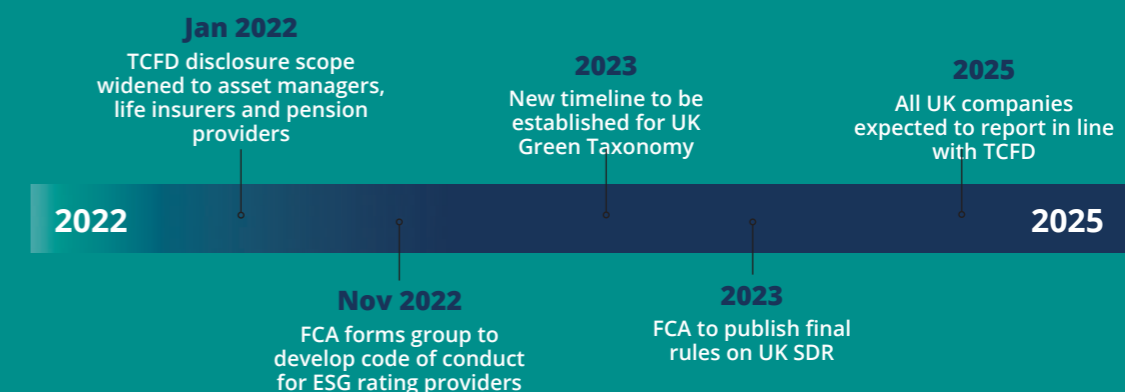 Jan 2022
TCFD disclosure scope
widened to asset managers,
life insurers and pension
providers
2023
New timeline to be
established for UK
Green Taxonomy
2025
All UK companies
expected to report in line
with TCFD
2022
2025
Nov 2022
FCA forms group to
develop code of conduct
for ESG rating providers
2023
FCA to publish final
rules on UK SDR